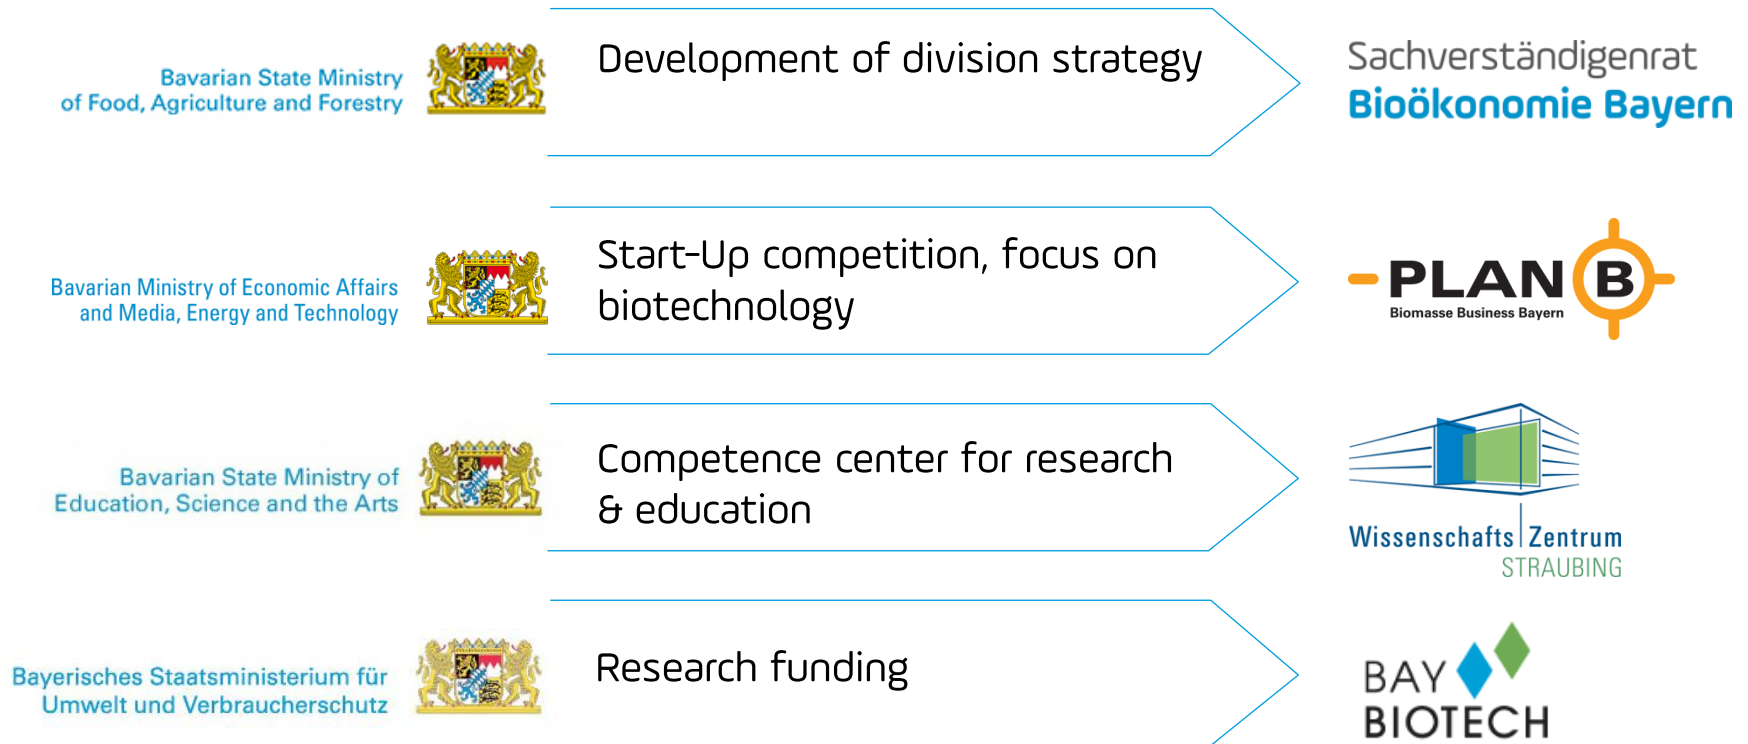 Bavarian State Ministry
of Food, Agriculture and Forestry
Development of division strategy
Sachverständigenrat
Bioökonomie Bayern
Bavarian Ministry of Economic Affairs
and Media, Energy and Technology
Start-Up competition, focus on
biotechnology
PLAN B
Biomasse Business Bayern
Bavarian State Ministry of
Education, Science and the Arts
Competence center for research
& education
Wissenschafts Zentrum
STRAUBING
Bayerisches Staatsministerium für
Umwelt und Verbraucherschutz
Research funding
BAY
BIOTECH